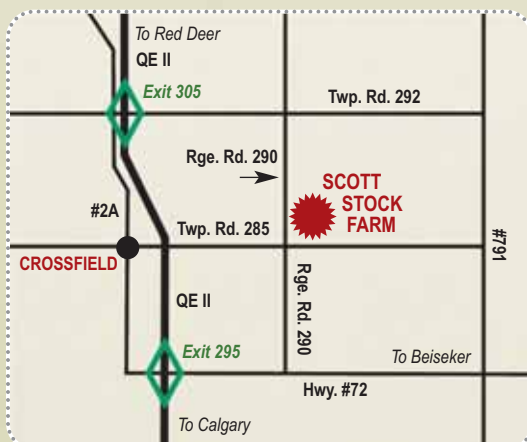 To Red Deer
QE II
Exit 305
Twp. Rd. 292
Rge. Rd. 290
SCOTT
STOCK
FARM
#2A
Twp. Rd. 285
CROSSFIELD
#791
QE II
Rge. Rd. 290
Exit 295
To Beiseker
Hwy. #72
To Calgary